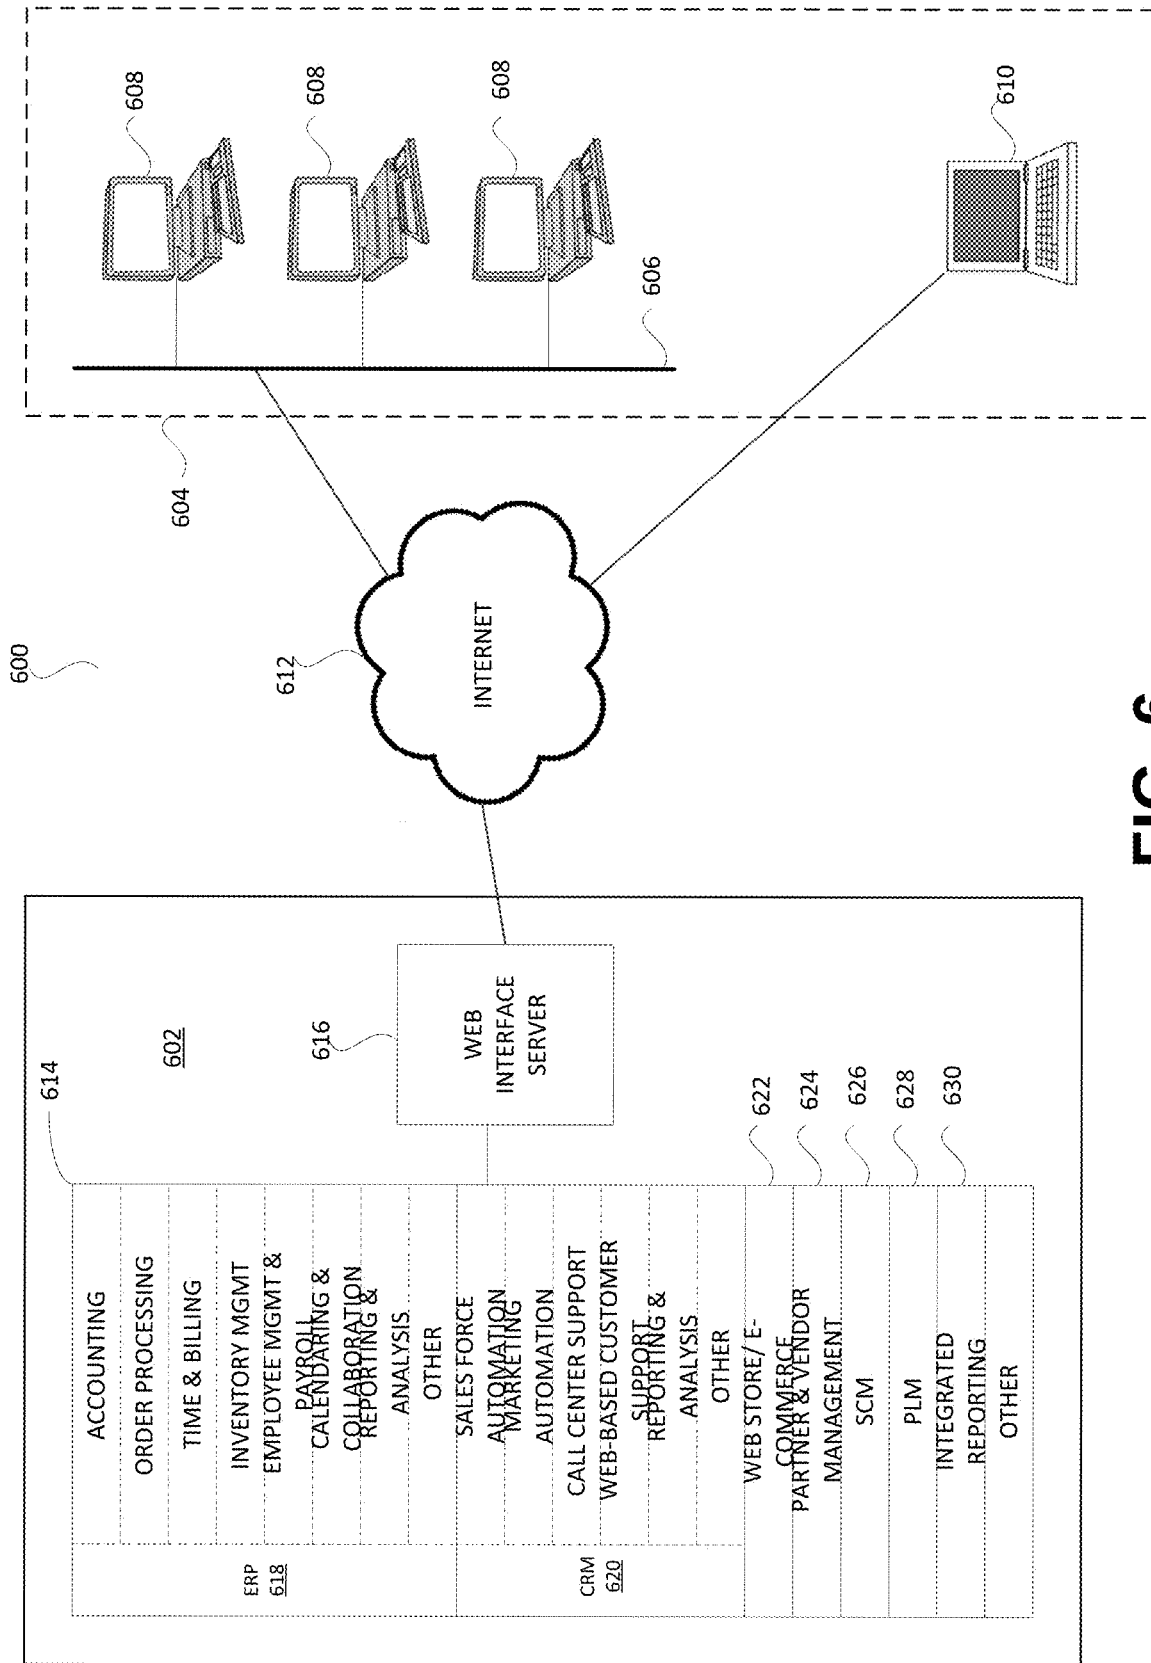 600
602
614
ACCOUNTING
ORDER PROCESSING
TIME & BILLING
INVENTORY MGMT
EMPLOYEE MGMT &
PAYROLL
CALENDARING &
COLLABORATION
REPORTING &
ANALYSIS
OTHER
ERP
618
SALES FORCE
AUTOMATION
MARKETING
AUTOMATION
CALL CENTER SUPPORT
WEB-BASED CUSTOMER
SUPPORT
REPORTING &
ANALYSIS
OTHER
CRM
620
WEB STORE/ E-
COMMERCE
622
PARTNER & VENDOR
MANAGEMENT
624
SCM
626
PLM
628
INTEGRATED
REPORTING
630
OTHER
616
WEB
INTERFACE
SERVER
612
INTERNET
604
606
608
608
608
610
FIG. 6